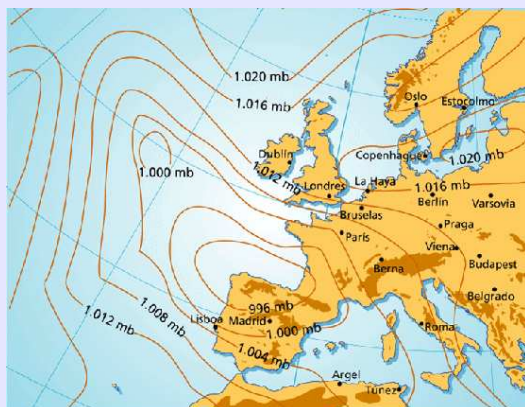 1.020 mb
1.016 mb
Oslo
Estocolmo
Dublín
1.000 mb
1.012 mb
Copenhague
1.020 mb
Londres
La Haya
1.016 mb
Berlín
Varsovia
Bruselas
París
Praga
Viena
Budapest
Berna
Belgrado
996 mb
1.008 mb
Lisboa
Madrid
1.000 mb
Roma
1.012 mb
1.004 mb
Argel
Túnez